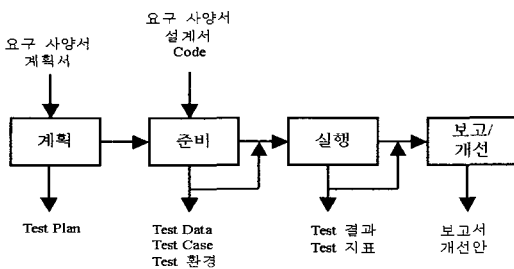 요구 사양서
계획서
요구 사양서
설계서
Code
계획
준비
실행
보고/
개선
Test Plan
Test Data
Test Case
Test 환경
Test 결과
Test 지표
보고서
개선안